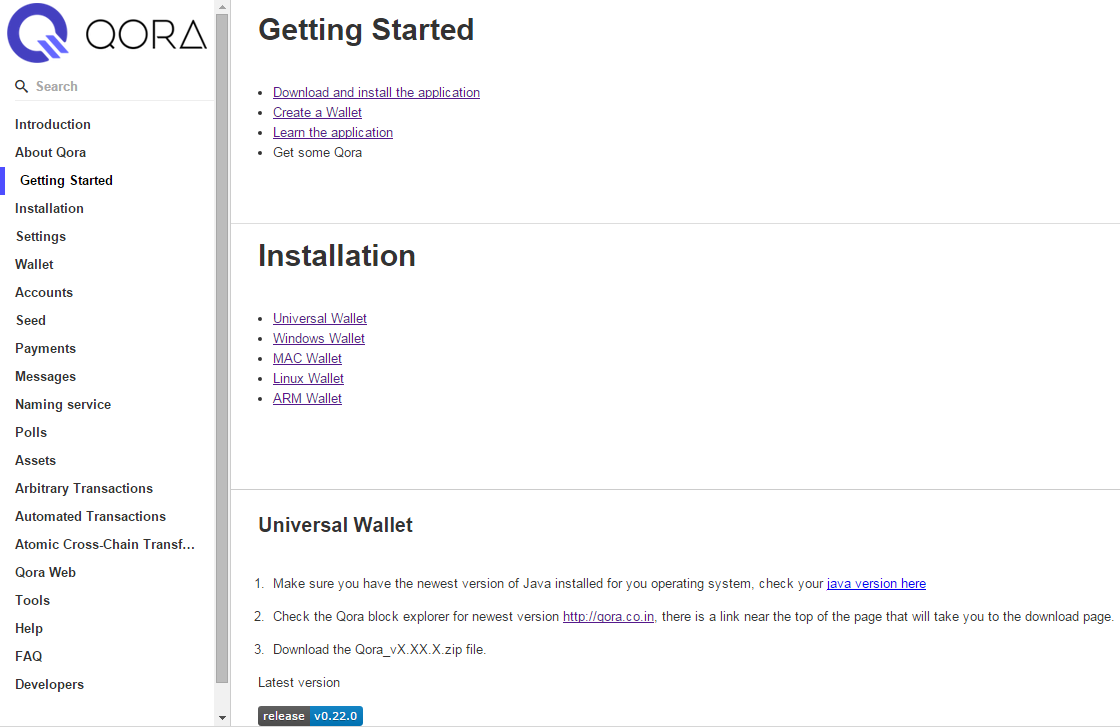 QORA
Search
Introduction
About Qora
Getting Started
Installation
Settings
Wallet
Accounts
Seed
Payments
Messages
Naming service
Polls
Assets
Arbitrary Transactions
Automated Transactions
Atomic Cross-Chain Transf...
Qora Web
Tools
Help
FAQ
Developers
Getting Started
• Download and install the application
• Create a Wallet
• Learn the application
• Get some Qora
Installation
• Universal Wallet
• Windows Wallet
• MAC Wallet
• Linux Wallet
• ARM Wallet
Universal Wallet
1. Make sure you have the newest version of Java installed for you operating system, check your java version here
2. Check the Qora block explorer for newest version http://qora.co.in, there is a link near the top of the page that will take you to the download page.
3. Download the Qora_vX.XX.X.zip file.
Latest version
release v0.22.0